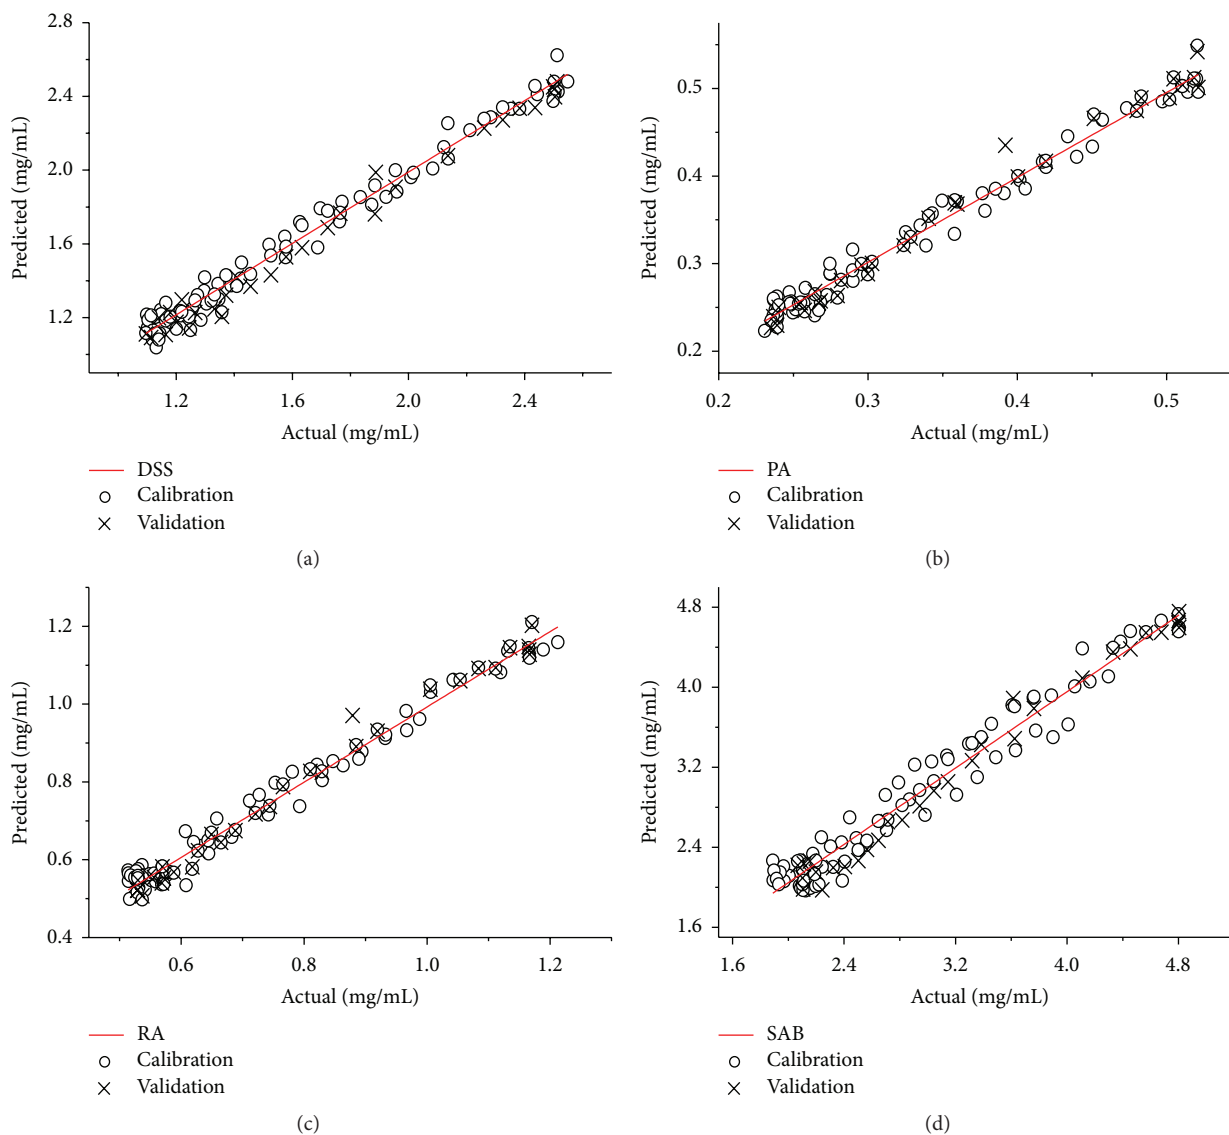 2.8
2.4
2.0
1.6
1.2
Predicted (mg/mL)
1.2 1.6 2.0 2.4
Actual (mg/mL)
DSS
Calibration
Validation
(a)
0.5
0.4
0.3
0.2
Predicted (mg/mL)
0.2 0.3 0.4 0.5
Actual (mg/mL)
PA
Calibration
Validation
(b)
1.2
1.0
0.8
0.6
0.4
Predicted (mg/mL)
0.6 0.8 1.0 1.2
Actual (mg/mL)
RA
Calibration
Validation
(c)
4.8
4.0
3.2
2.4
1.6
Predicted (mg/mL)
1.6 2.4 3.2 4.0 4.8
Actual (mg/mL)
SAB
Calibration
Validation
(d)